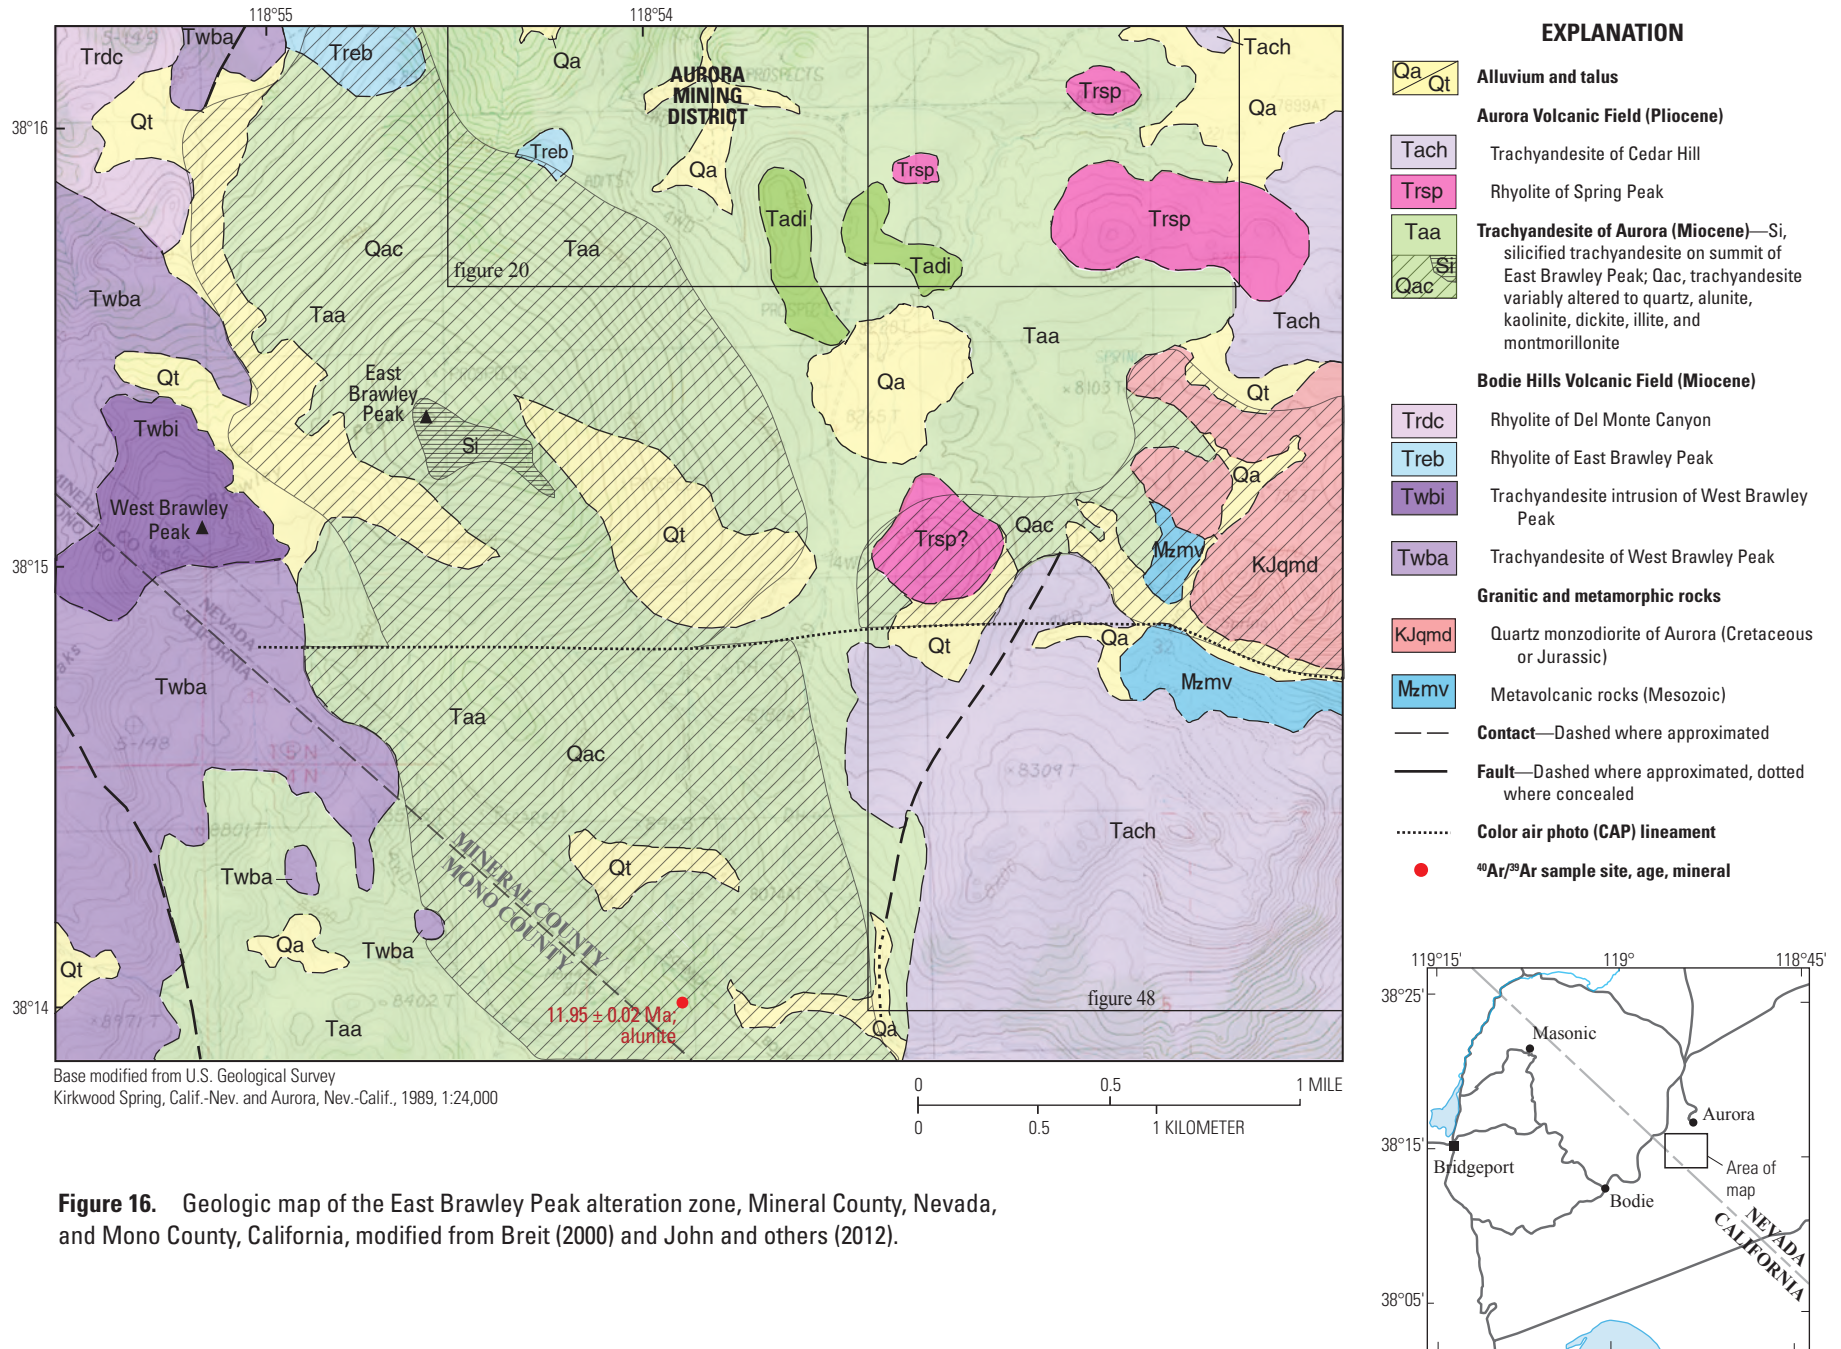 118°55
118°54
38°16
38°15
38°14
Trdc
Twba
Treb
Qa
AURORA
MINING
DISTRICT
PROSPECTS
Tach
Trsp
Qa
Qt
Treb
Qa
Trsp
Trsp
Tadi
Tadi
Qac
Taa
figure 20
Twba
Taa
Taa
Tach
Qt
East
Brawley
Peak
PROSPECTS
Qa
Qt
Twbi
Si
Qa
West Brawley
Peak
Qt
Trsp?
Qac
Mzmv
KJqmd
NEVADA
CALIFORNIA
Qt
Qa
Mzmv
Twba
Taa
Qac
T 5 N
T 4 N
×8309 T
Tach
MINERAL COUNTY
MONO COUNTY
Qt
Twba
Twba
Qa
Qt
8402 T
×8971 T
Taa
11.95 ± 0.02 Ma;
alunite
figure 48
Qa
Base modified from U.S. Geological Survey
Kirkwood Spring, Calif.-Nev. and Aurora, Nev.-Calif., 1989, 1:24,000
0 0.5 1 MILE
0 0.5 1 KILOMETER
Figure 16. Geologic map of the East Brawley Peak alteration zone, Mineral County, Nevada,
and Mono County, California, modified from Breit (2000) and John and others (2012).
EXPLANATION
Qa Qt Alluvium and talus
Aurora Volcanic Field (Pliocene)
Tach Trachyandesite of Cedar Hill
Trsp Rhyolite of Spring Peak
Taa Trachyandesite of Aurora (Miocene)—Si,
silicified trachyandesite on summit of
Si East Brawley Peak; Qac, trachyandesite
Qac variably altered to quartz, alunite,
kaolinite, dickite, illite, and
montmorillonite
Bodie Hills Volcanic Field (Miocene)
Trdc Rhyolite of Del Monte Canyon
Treb Rhyolite of East Brawley Peak
Twbi Trachyandesite intrusion of West Brawley
Peak
Twba Trachyandesite of West Brawley Peak
Granitic and metamorphic rocks
KJqmd Quartz monzodiorite of Aurora (Cretaceous
or Jurassic)
Mzmv Metavolcanic rocks (Mesozoic)
Contact—Dashed where approximated
Fault—Dashed where approximated, dotted
where concealed
Color air photo (CAP) lineament
40Ar/39Ar sample site, age, mineral
119°15' 119° 118°45'
38°25'
38°15'
38°05'
Masonic
Aurora
Bridgeport
Area of
map
Bodie
NEVADA
CALIFORNIA